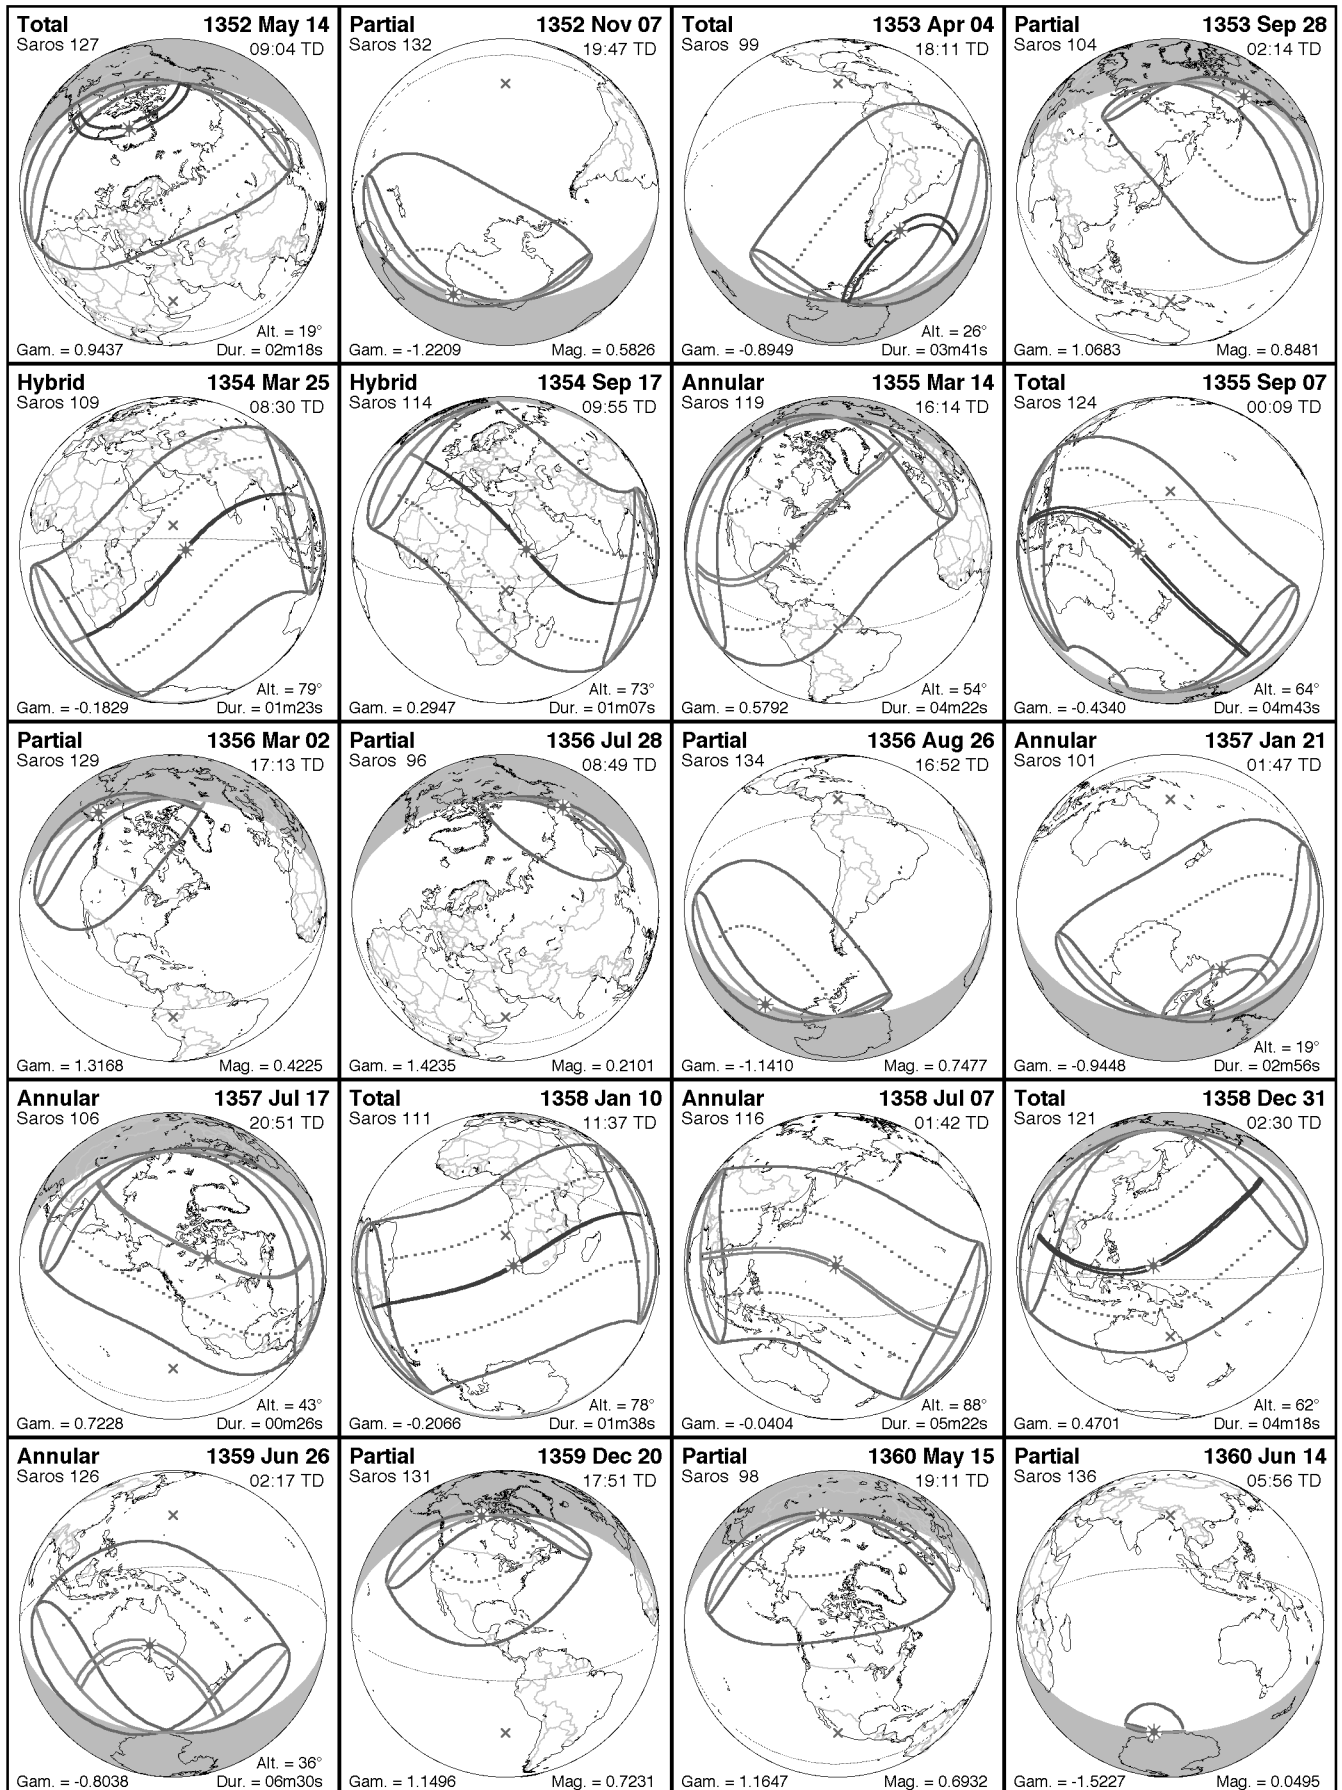 Total 1352 May 14
Saros 127 09:04 TD
Alt. = 19°
Gam. = 0.9437 Dur. = 02m18s
Partial 1352 Nov 07
Saros 132 19:47 TD
Gam. = -1.2209 Mag. = 0.5826
Total 1353 Apr 04
Saros 99 18:11 TD
Alt. = 26°
Gam. = -0.8949 Dur. = 03m41s
Partial 1353 Sep 28
Saros 104 02:14 TD
Gam. = 1.0683 Mag. = 0.8481
Hybrid 1354 Mar 25
Saros 109 08:30 TD
Alt. = 79°
Gam. = -0.1829 Dur. = 01m23s
Hybrid 1354 Sep 17
Saros 114 09:55 TD
Alt. = 73°
Gam. = 0.2947 Dur. = 01m07s
Annular 1355 Mar 14
Saros 119 16:14 TD
Alt. = 54°
Gam. = 0.5792 Dur. = 04m22s
Total 1355 Sep 07
Saros 124 00:09 TD
Alt. = 64°
Gam. = -0.4340 Dur. = 04m43s
Partial 1356 Mar 02
Saros 129 17:13 TD
Gam. = 1.3168 Mag. = 0.4225
Partial 1356 Jul 28
Saros 96 08:49 TD
Gam. = 1.4235 Mag. = 0.2101
Partial 1356 Aug 26
Saros 134 16:52 TD
Gam. = -1.1410 Mag. = 0.7477
Annular 1357 Jan 21
Saros 101 01:47 TD
Alt. = 19°
Gam. = -0.9448 Dur. = 02m56s
Annular 1357 Jul 17
Saros 106 20:51 TD
Alt. = 43°
Gam. = 0.7228 Dur. = 00m26s
Total 1358 Jan 10
Saros 111 11:37 TD
Alt. = 78°
Gam. = -0.2066 Dur. = 01m38s
Annular 1358 Jul 07
Saros 116 01:42 TD
Alt. = 88°
Gam. = -0.0404 Dur. = 05m22s
Total 1358 Dec 31
Saros 121 02:30 TD
Alt. = 62°
Gam. = 0.4701 Dur. = 04m18s
Annular 1359 Jun 26
Saros 126 02:17 TD
Alt. = 36°
Gam. = -0.8038 Dur. = 06m30s
Partial 1359 Dec 20
Saros 131 17:51 TD
Gam. = 1.1496 Mag. = 0.7231
Partial 1360 May 15
Saros 98 19:11 TD
Gam. = 1.1647 Mag. = 0.6932
Partial 1360 Jun 14
Saros 136 05:56 TD
Gam. = -1.5227 Mag. = 0.0495